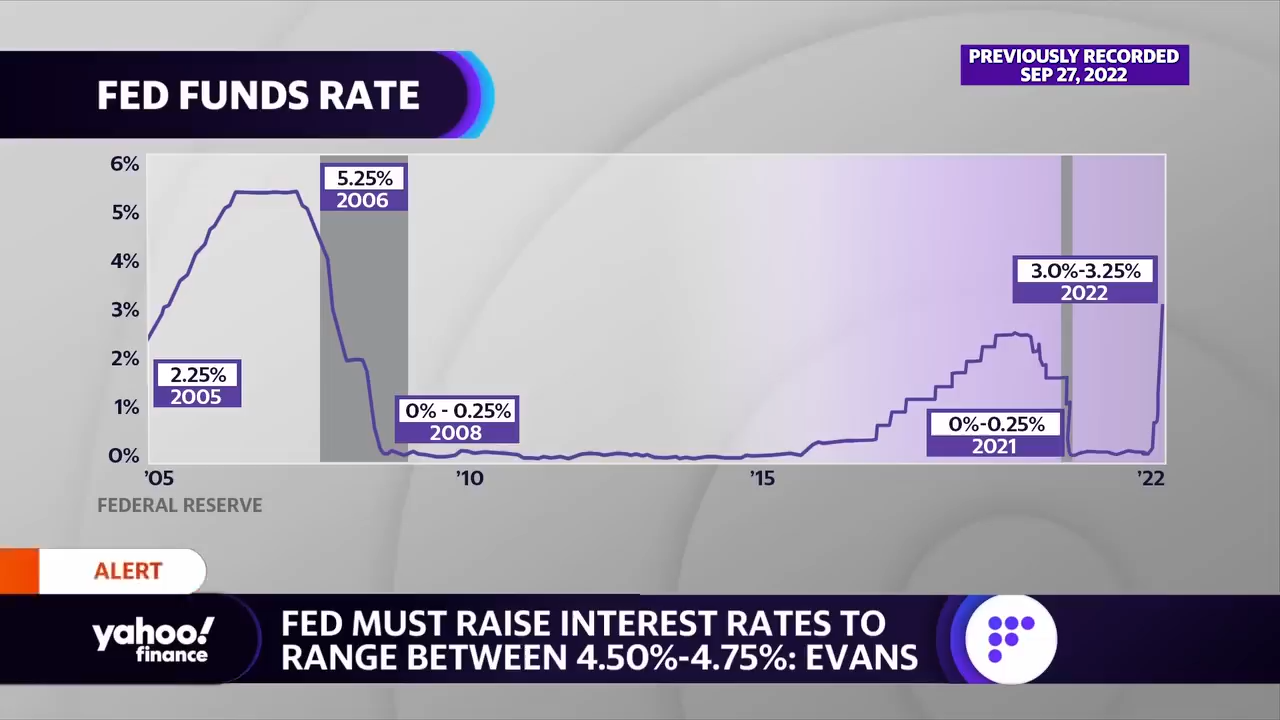 PREVIOUSLY RECORDED
SEP 27, 2022
FED FUNDS RATE
6%
5%
4%
3%
2%
1%
0%
5.25%
2006
3.0%-3.25%
2022
2.25%
2005
0% - 0.25%
2008
0%-0.25%
2021
'05
'10
'15
'22
FEDERAL RESERVE
ALERT
yahoo!
finance
FED MUST RAISE INTEREST RATES TO
RANGE BETWEEN 4.50%-4.75%: EVANS